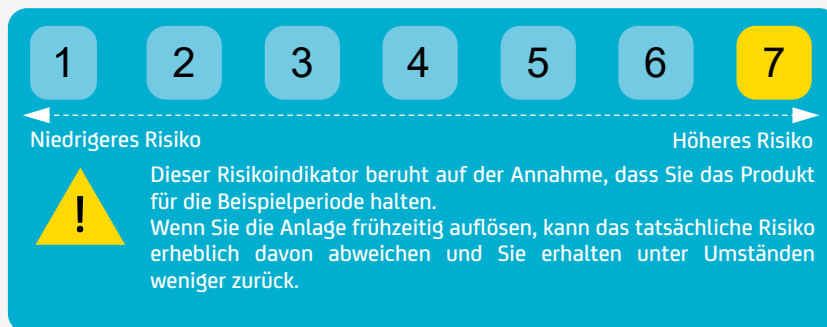 1 2 3 4 5 6 7
Niedrigeres Risiko Höheres Risiko
! Dieser Risikoindikator beruht auf der Annahme, dass Sie das Produkt
für die Beispielperiode halten.
Wenn Sie die Anlage frühzeitig auflösen, kann das tatsächliche Risiko
erheblich davon abweichen und Sie erhalten unter Umständen
weniger zurück.